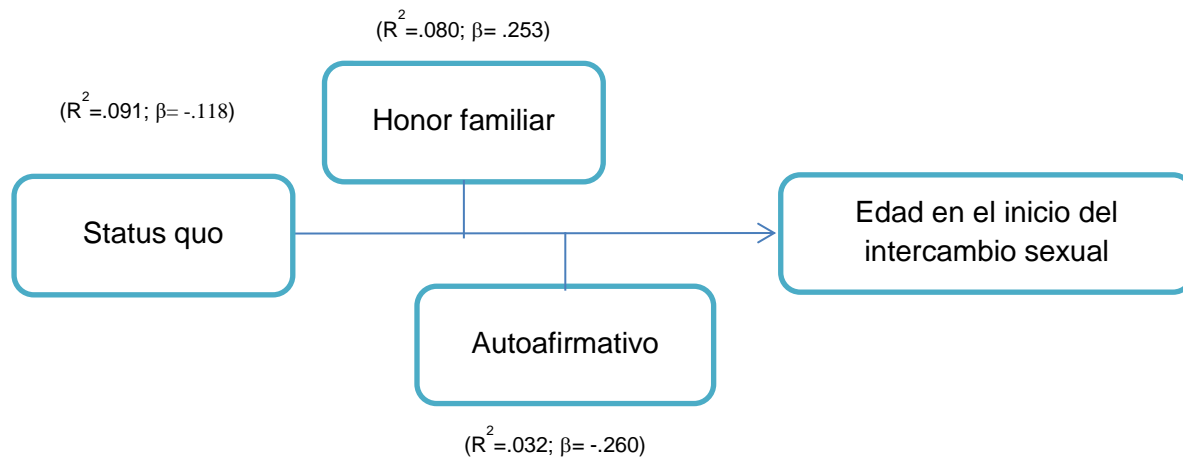 (R²=.080; β= .253)
Honor familiar
(R²=.091; β= -.118)
Status quo
Edad en el inicio del
intercambio sexual
Autoafirmativo
(R²=.032; β= -.260)